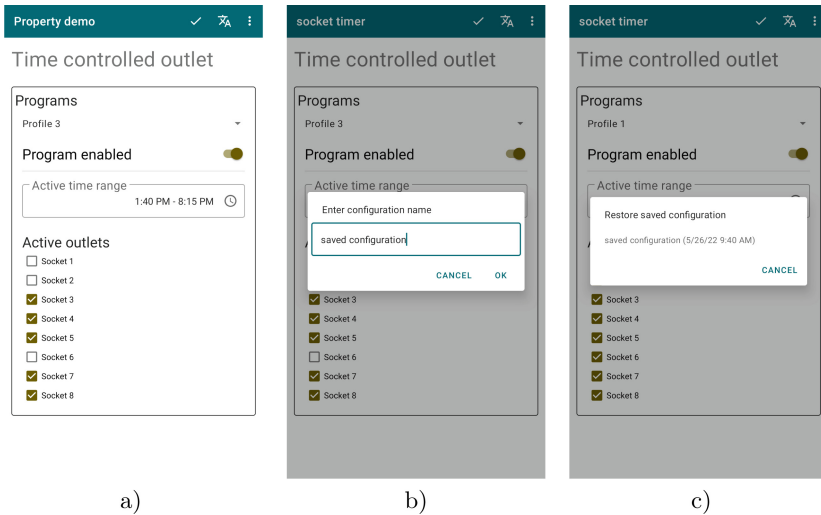 Property demo
Time controlled outlet
Programs
Profile 3
Program enabled
Active time range
1:40 PM - 8:15 PM
Active outlets
Socket 1
Socket 2
Socket 3
Socket 4
Socket 5
Socket 6
Socket 7
Socket 8
a)
socket timer
Time controlled outlet
Programs
Profile 3
Program enabled
Active time range
Enter configuration name
saved configuration
CANCEL OK
Socket 3
Socket 4
Socket 5
Socket 6
Socket 7
Socket 8
b)
socket timer
Time controlled outlet
Programs
Profile 1
Program enabled
Active time range
Restore saved configuration
saved configuration (5/26/22 9:40 AM)
CANCEL
Socket 3
Socket 4
Socket 5
Socket 6
Socket 7
Socket 8
c)